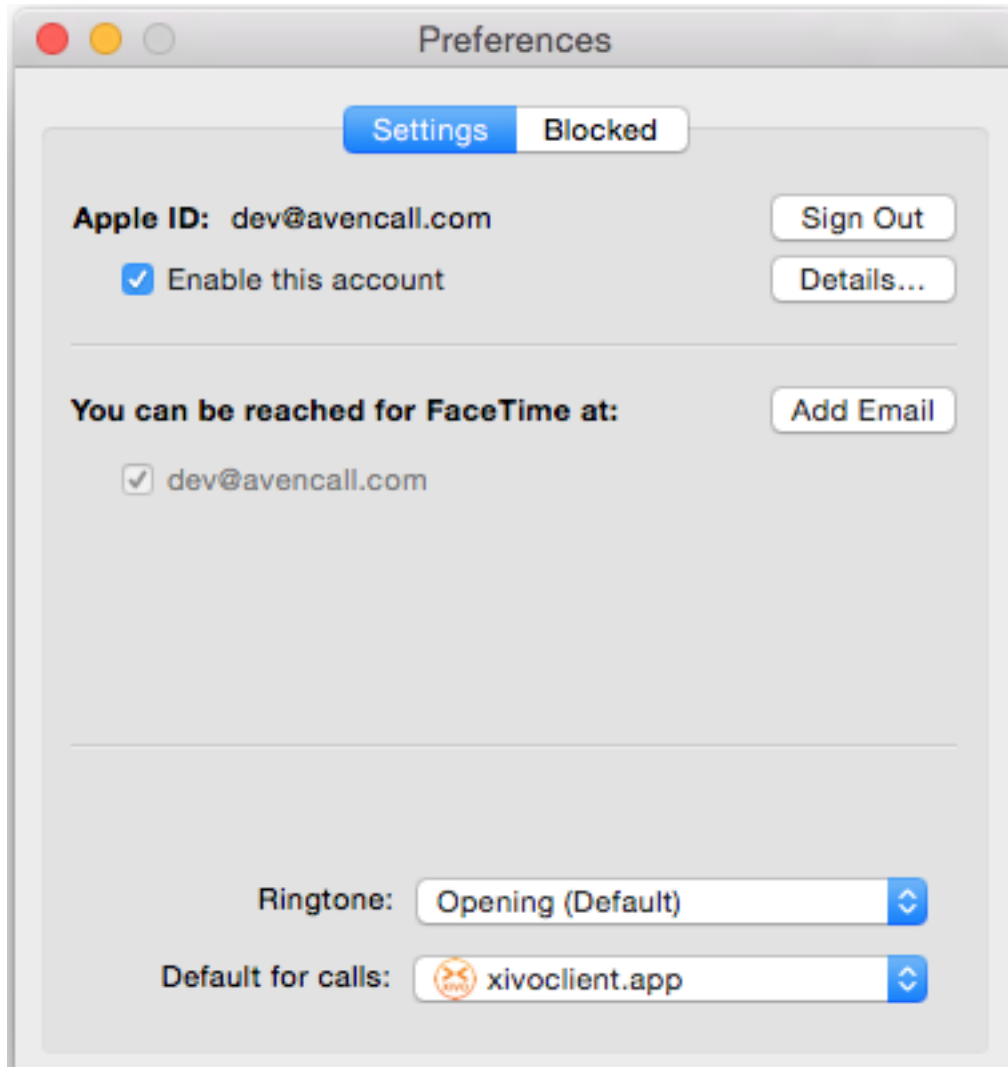 Preferences
Settings Blocked
Apple ID: dev@avencall.com Sign Out
Enable this account Details...
You can be reached for FaceTime at: Add Email
dev@avencall.com
Ringtone: Opening (Default)
Default for calls: XIVO xivoclient.app